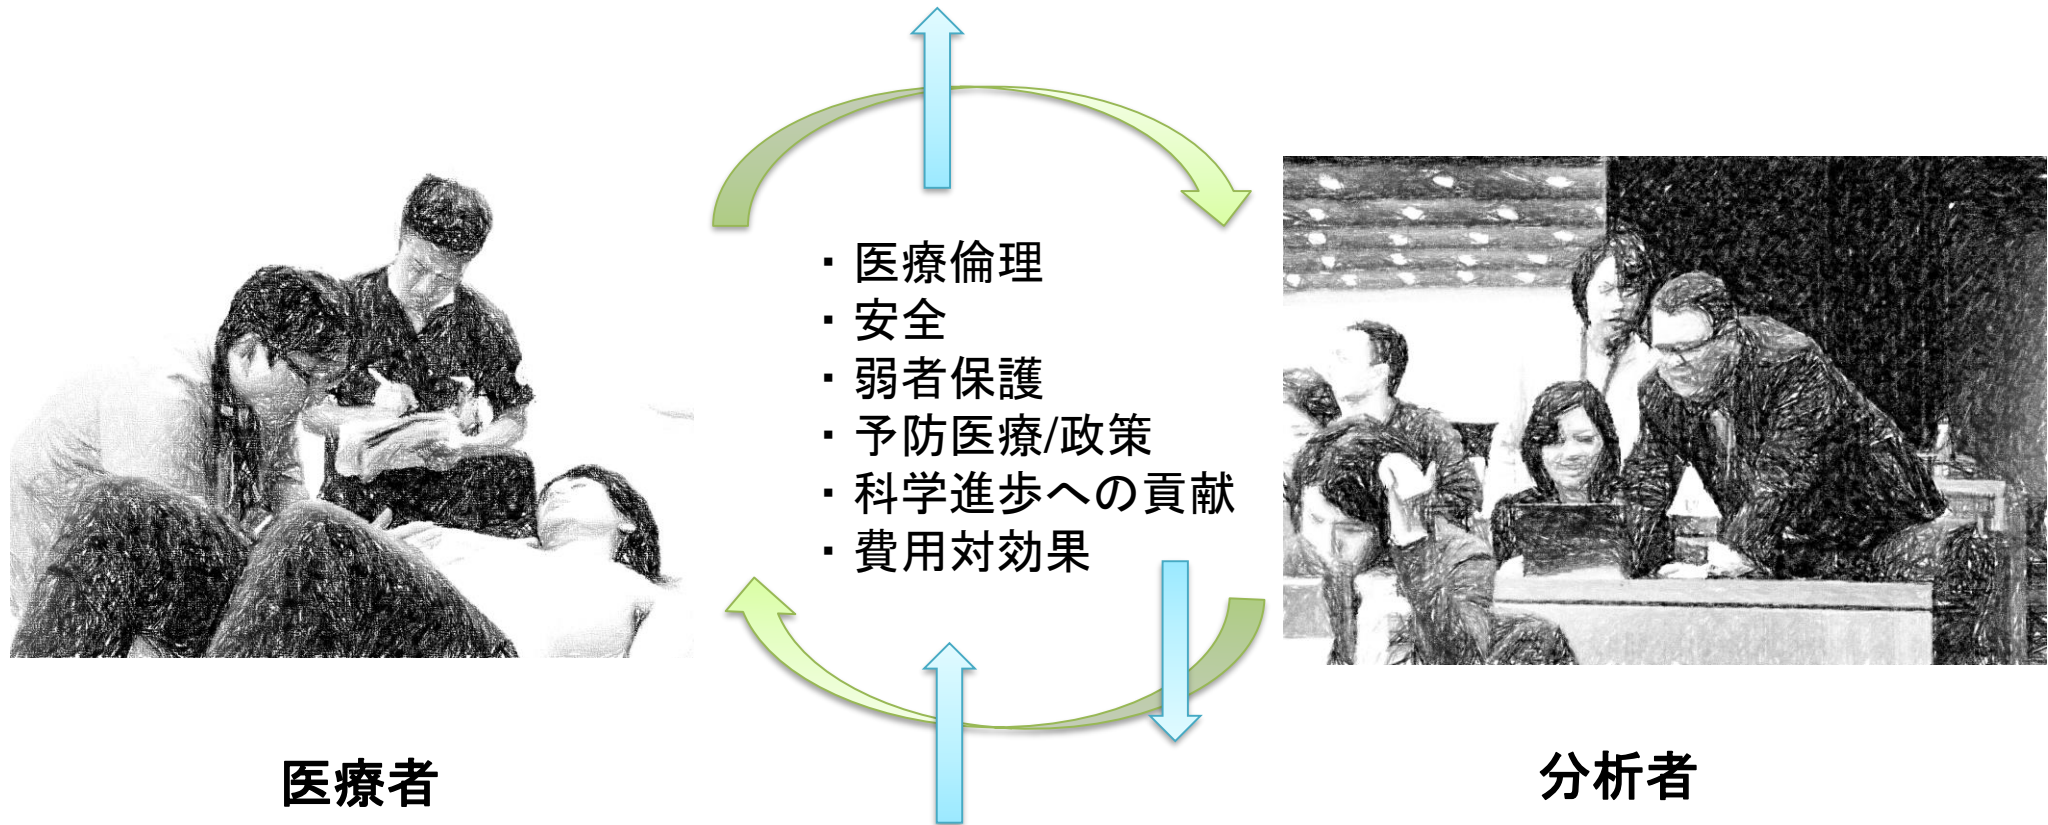 ・医療倫理
・安全
・弱者保護
・予防医療/政策
・科学進歩への貢献
・費用対効果
医療者
分析者